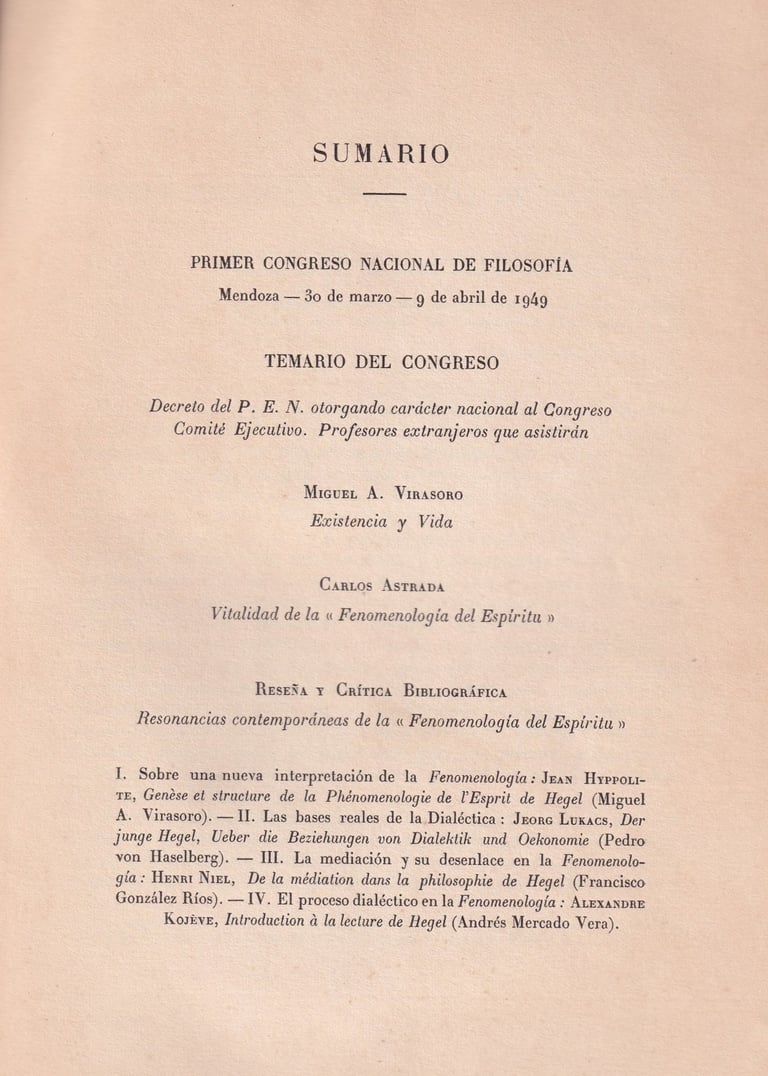 SUMARIO
PRIMER CONGRESO NACIONAL DE FILOSOFÍA
Mendoza — 30 de marzo — 9 de abril de 1949
TEMARIO DEL CONGRESO
Decreto del P. E. N. otorgando carácter nacional al Congreso
Comité Ejecutivo. Profesores extranjeros que asistirán
Miguel A. Virasoro
Existencia y Vida
Carlos Astrada
Vitalidad de la « Fenomenología del Espíritu »
Reseña y Crítica Bibliográfica
Resonancias contemporáneas de la « Fenomenología del Espíritu »
I. Sobre una nueva interpretación de la Fenomenología : Jean Hyppoli-
te, Genèse et structure de la Phénomenologie de l'Esprit de Hegel (Miguel
A. Virasoro). — II. Las bases reales de la Dialéctica : Jeorg Lukacs, Der
junge Hegel, Ueber die Beziehungen von Dialektik und Oekonomie (Pedro
von Haselberg). — III. La mediación y su desenlace en la Fenomenolo-
gía : Henri Niel, De la médiation dans la philosophie de Hegel (Francisco
González Ríos). — IV. El proceso dialéctico en la Fenomenología : Alexandre
Kojève, Introduction à la lecture de Hegel (Andrés Mercado Vera).